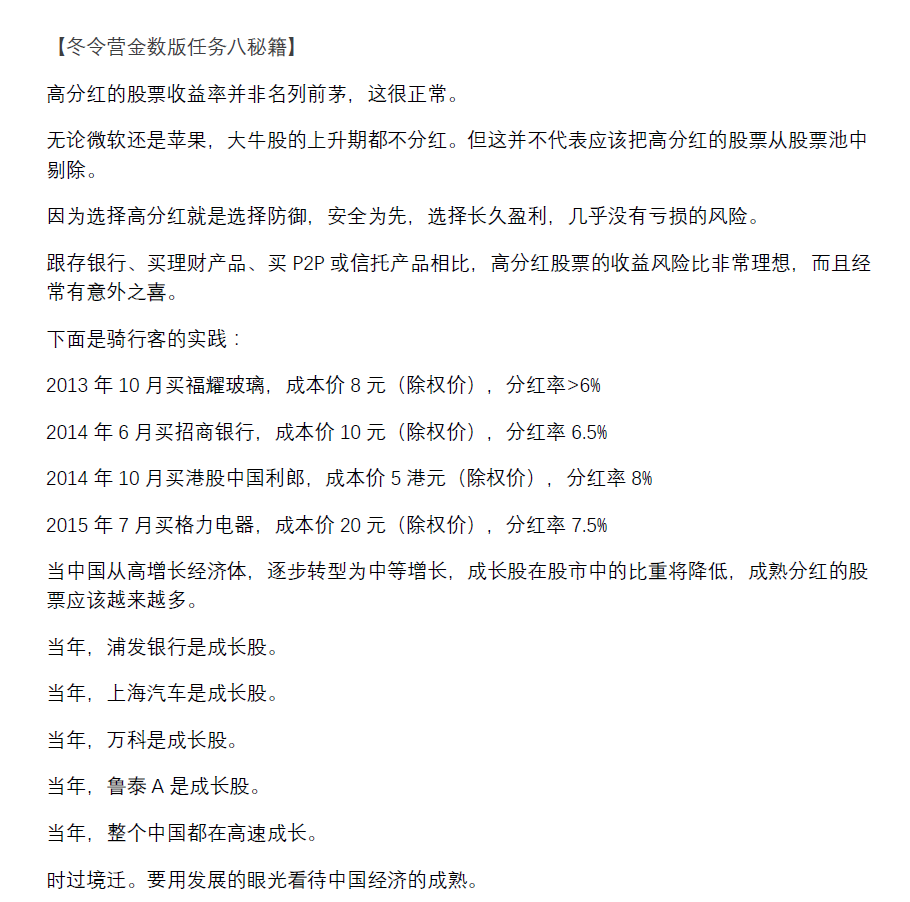 【冬令营金数版任务八秘籍】
高分红的股票收益率并非名列前茅，这很正常。
无论微软还是苹果，大牛股的上升期都不分红。但这并不代表应该把高分红的股票从股票池中
剔除。
因为选择高分红就是选择防御，安全为先，选择长久盈利，几乎没有亏损的风险。
跟存银行、买理财产品、买 P2P 或信托产品相比，高分红股票的收益风险比非常理想，而且经
常有意外之喜。
下面是骑行客的实践：
2013 年 10 月买福耀玻璃，成本价 8 元（除权价），分红率>6%
2014 年 6 月买招商银行，成本价 10 元（除权价），分红率 6.5%
2014 年 10 月买港股中国利郎，成本价 5 港元（除权价），分红率 8%
2015 年 7 月买格力电器，成本价 20 元（除权价），分红率 7.5%
当中国从高增长经济体，逐步转型为中等增长，成长股在股市中的比重将降低，成熟分红的股
票应该越来越多。
当年，浦发银行是成长股。
当年，上海汽车是成长股。
当年，万科是成长股。
当年，鲁泰 A 是成长股。
当年，整个中国都在高速成长。
时过境迁。要用发展的眼光看待中国经济的成熟。